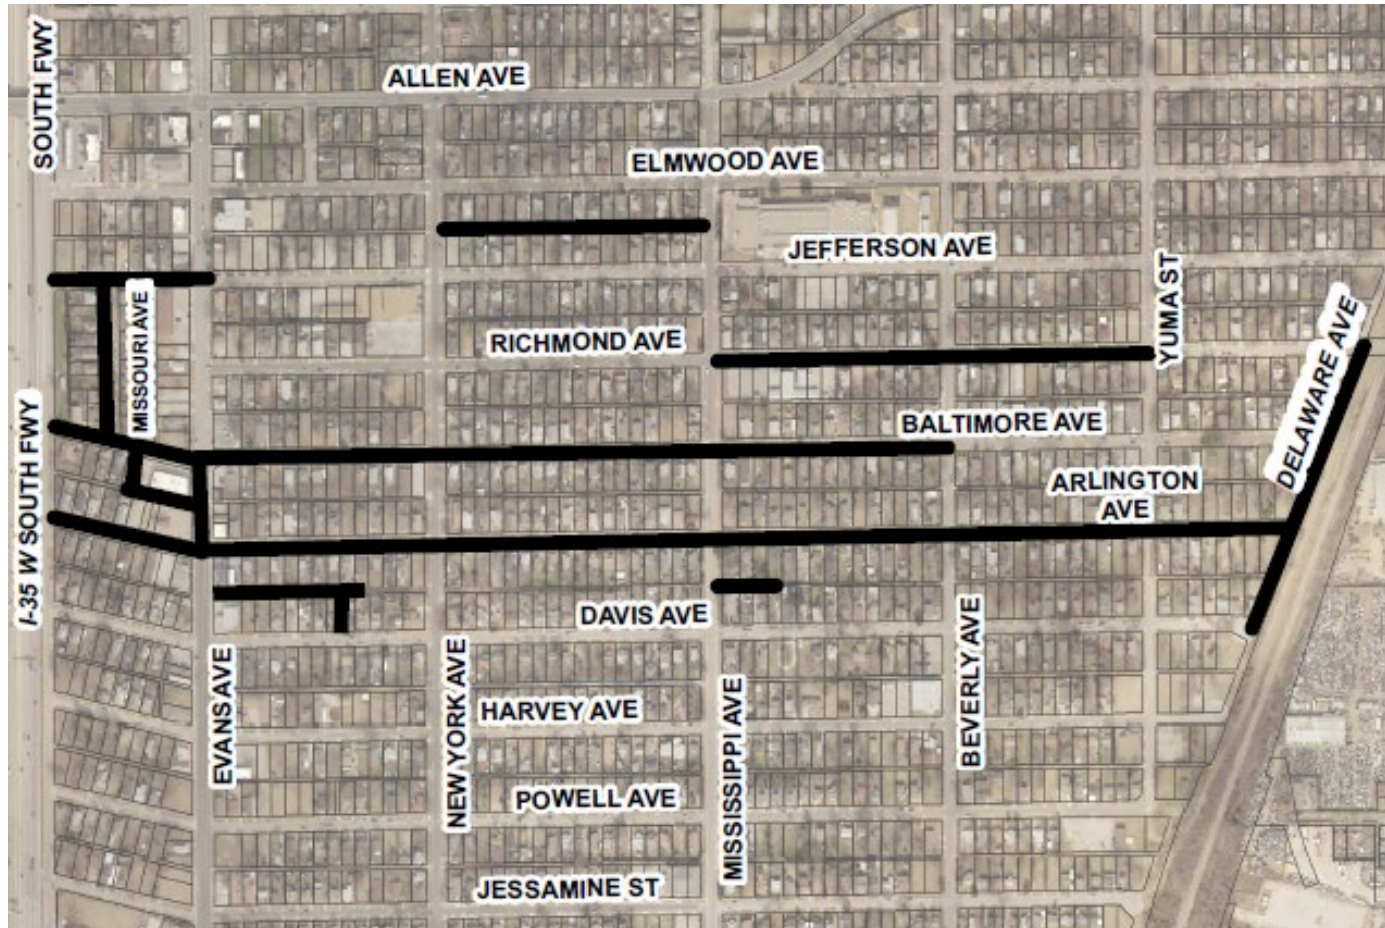 SOUTH FWY
ALLEN AVE
ELMWOOD AVE
JEFFERSON AVE
MISSOURI AVE
RICHMOND AVE
YUMA ST
DELAWARE AVE
I-35 W SOUTH FWY
BALTIMORE AVE
ARLINGTON
AVE
DAVIS AVE
EVANS AVE
NEW YORK AVE
HARVEY AVE
MISSISSIPPI AVE
BEVERLY AVE
POWELL AVE
JESSAMINE ST